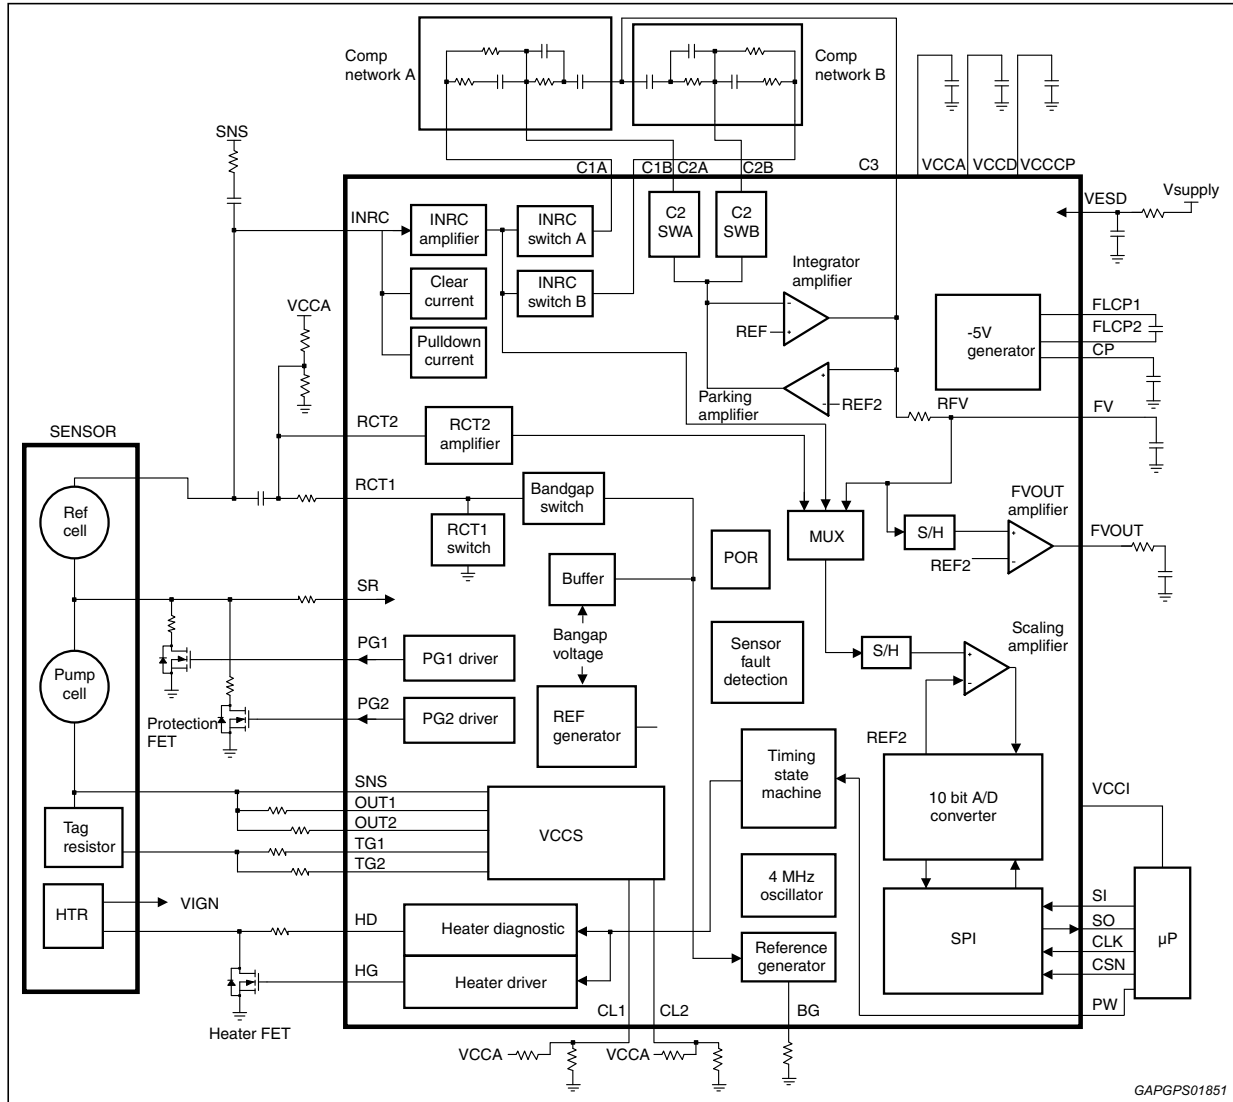 Comp
network A
Comp
network B
SNS
C1A
C1B
C2A
C2B
C3
VCCA
VCCD
VCCCP
VESD
Vsupply
INRC
INRC
amplifier
INRC
switch A
C2
SWA
C2
SWB
Clear
current
INRC
switch B
Integrator
amplifier
VCCA
Pulldown
current
REF
-
+
-5V
generator
FLCP1
FLCP2
CP
Parking
amplifier
+
-
REF2
RFV
FV
SENSOR
RCT2
RCT2
amplifier
Ref
cell
RCT1
Bandgap
switch
RCT1
switch
MUX
S/H
FVOUT
amplifier
+
-
REF2
FVOUT
POR
Buffer
SR
Bangap
voltage
PG1
PG1 driver
Sensor
fault
detection
S/H
Scaling
amplifier
+
-
Pump
cell
Protection
FET
PG2
PG2 driver
REF
generator
REF2
Timing
state
machine
SNS
OUT1
OUT2
TG1
TG2
VCCS
10 bit A/D
converter
VCCI
Tag
resistor
4 MHz
oscillator
HTR
VIGN
HD
Heater diagnostic
SPI
SI
SO
CLK
CSN
µP
Reference
generator
HG
Heater driver
PW
Heater FET
CL1
CL2
BG
VCCA
VCCA
GAPGPS01851